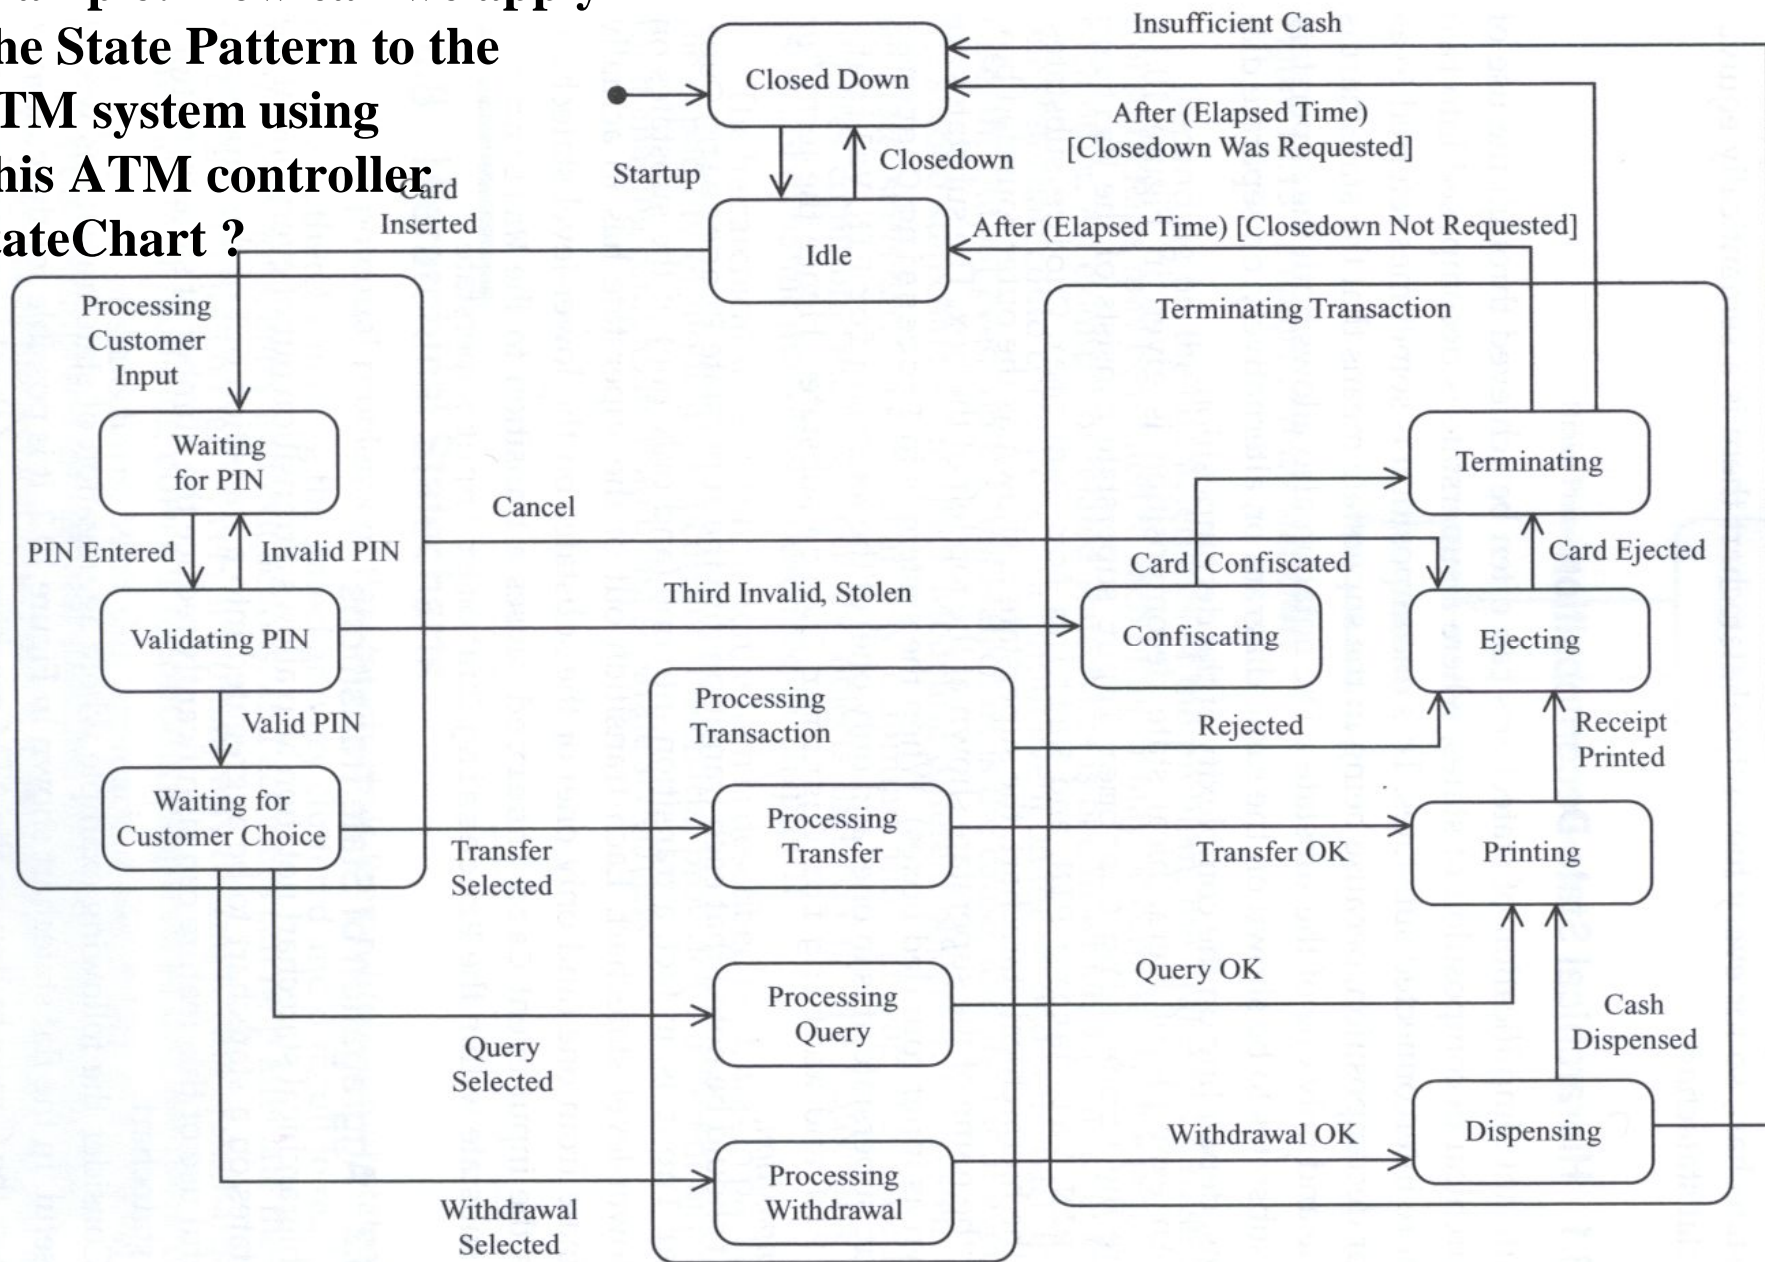 the State Pattern to the
ATM system using
this ATM controller
StateChart ?
Insufficient Cash
Closed Down
After (Elapsed Time)
[Closedown Was Requested]
Startup
Closedown
Card
Inserted
After (Elapsed Time) [Closedown Not Requested]
Idle
Processing
Customer
Input
Terminating Transaction
Waiting
for PIN
Terminating
Cancel
PIN Entered
Invalid PIN
Card Confiscated
Card Ejected
Third Invalid, Stolen
Validating PIN
Confiscating
Ejecting
Valid PIN
Processing
Transaction
Rejected
Receipt
Printed
Waiting for
Customer Choice
Transfer
Selected
Processing
Transfer
Transfer OK
Printing
Query
Selected
Processing
Query
Query OK
Cash
Dispensed
Withdrawal
Selected
Processing
Withdrawal
Withdrawal OK
Dispensing